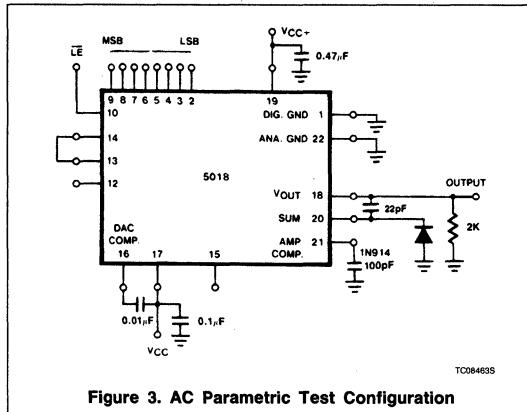 VCC+
LE MSB LSB
0.47µF
9 8 7 6 5 4 3 2 19
10 DIG. GND 1
14 ANA. GND 22
13
12 5018 VOUT 18 OUTPUT
22pF
SUM 20 2K
DAC COMP. AMP COMP. 21
1N914
100pF
16 17 15
0.01µF 0.1µF
VCC
TC08463S
Figure 3. AC Parametric Test Configuration